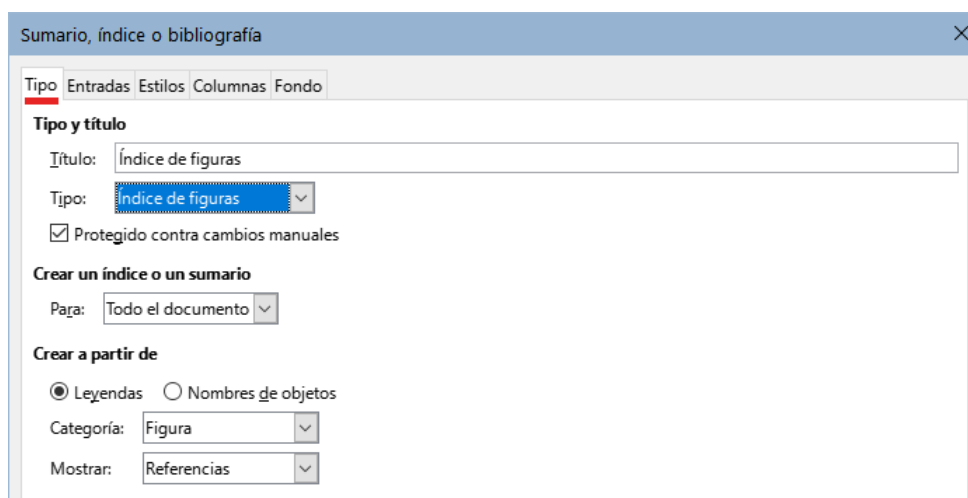 Sumario, índice o bibliografía
Tipo Entradas Estilos Columnas Fondo
Tipo y título
Título: Índice de figuras
Tipo: Índice de figuras
Protegido contra cambios manuales
Crear un índice o un sumario
Para: Todo el documento
Crear a partir de
Leyendas Nombres de objetos
Categoría: Figura
Mostrar: Referencias